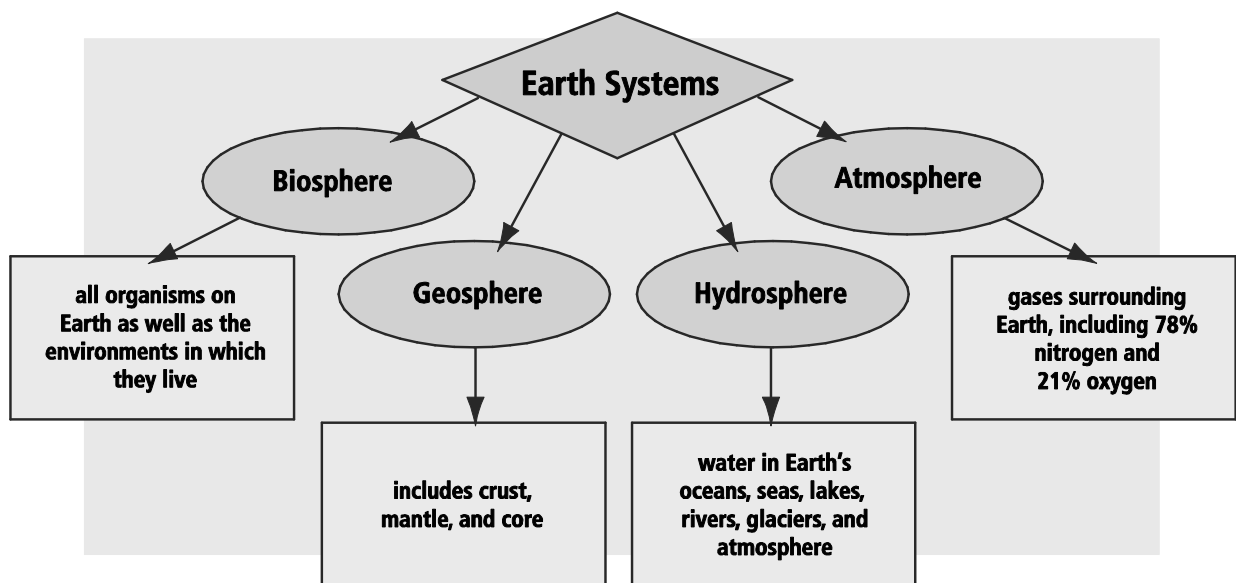 Earth Systems
Biosphere
Atmosphere
Geosphere
Hydrosphere
all organisms on
Earth as well as the
environments in which
they live
gases surrounding
Earth, including 78%
nitrogen and
21% oxygen
includes crust,
mantle, and core
water in Earth's
oceans, seas, lakes,
rivers, glaciers, and
atmosphere